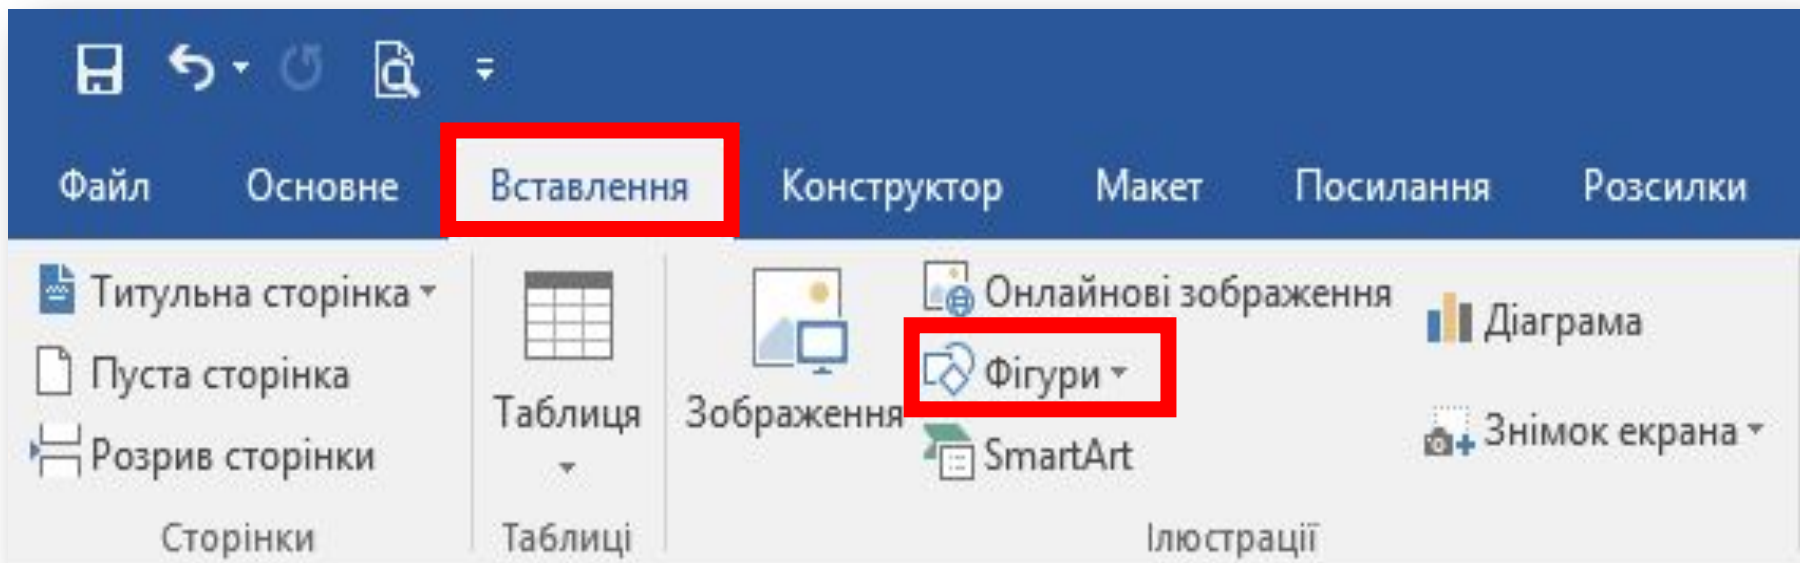 Файл Основне Вставлення Конструктор Макет Посилання Розсилки
Титульна сторінка
Пуста сторінка
Розрив сторінки
Сторінки
Таблиця
Таблиці
Зображення
Онлайнові зображення
Фігури
SmartArt
Діаграма
Знімок екрана
Ілюстрації